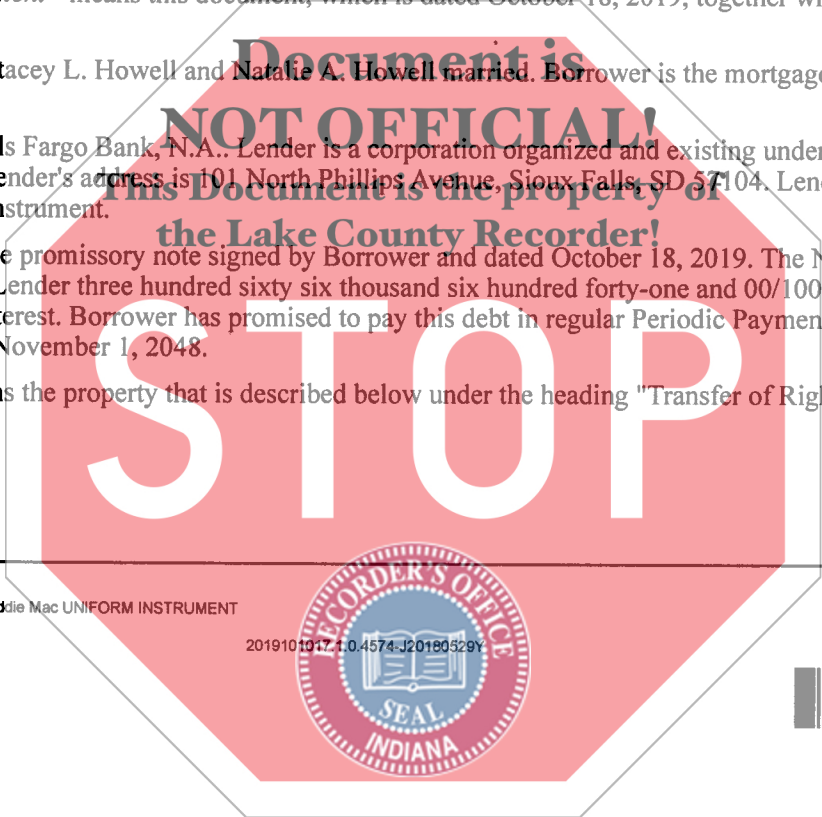 means this document, which is dated October 18, 2019, together
Document is
tacey L. Howell and Natalie A. Howell married. Borrower is the mortgag
NOT OFFICIAL!
ls Fargo Bank, N.A.. Lender is a corporation organized and existing under
ender's address is 101 North Phillips Avenue, Sioux Falls, SD 57104. Len
This Document is the property of
nstrument.
the Lake County Recorder!
e promissory note signed by Borrower and dated October 18, 2019. The N
Lender three hundred sixty six thousand six hundred forty-one and 00/100
terest. Borrower has promised to pay this debt in regular Periodic Paymen
November 1, 2048.
s the property that is described below under the heading "Transfer of Rig
STOP
RECORDER'S OFFICE
ddie Mac UNIFORM INSTRUMENT
2019101017.1.0.4574-J20180529Y
SEAL
INDIANA